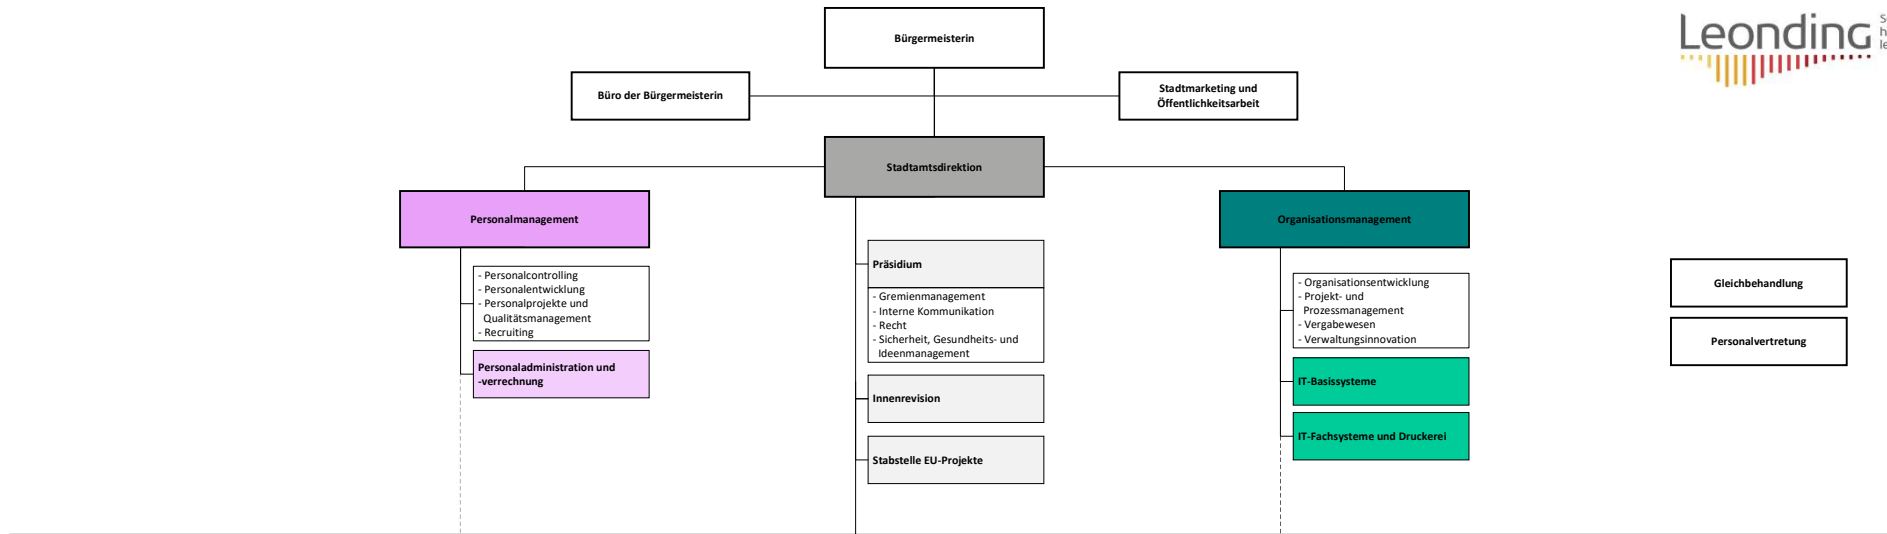 Bürgermeisterin
Leonding
Büro der Bürgermeisterin
Stadtmarketing und
Öffentlichkeitsarbeit
Stadtamtsdirektion
Personalmanagement
- Personalcontrolling
- Personalentwicklung
- Personalprojekte und
Qualitätsmanagement
- Recruiting
Personaladministration und
-verrechnung
Präsidium
- Gremienmanagement
- Interne Kommunikation
- Recht
- Sicherheit, Gesundheits- und
Ideenmanagement
Innenrevision
Stabstelle EU-Projekte
Organisationsmanagement
- Organisationsentwicklung
- Projekt- und
Prozessmanagement
- Vergabewesen
- Verwaltungsinnovation
IT-Basissysteme
IT-Fachsysteme und Druckerei
Gleichbehandlung
Personalvertretung